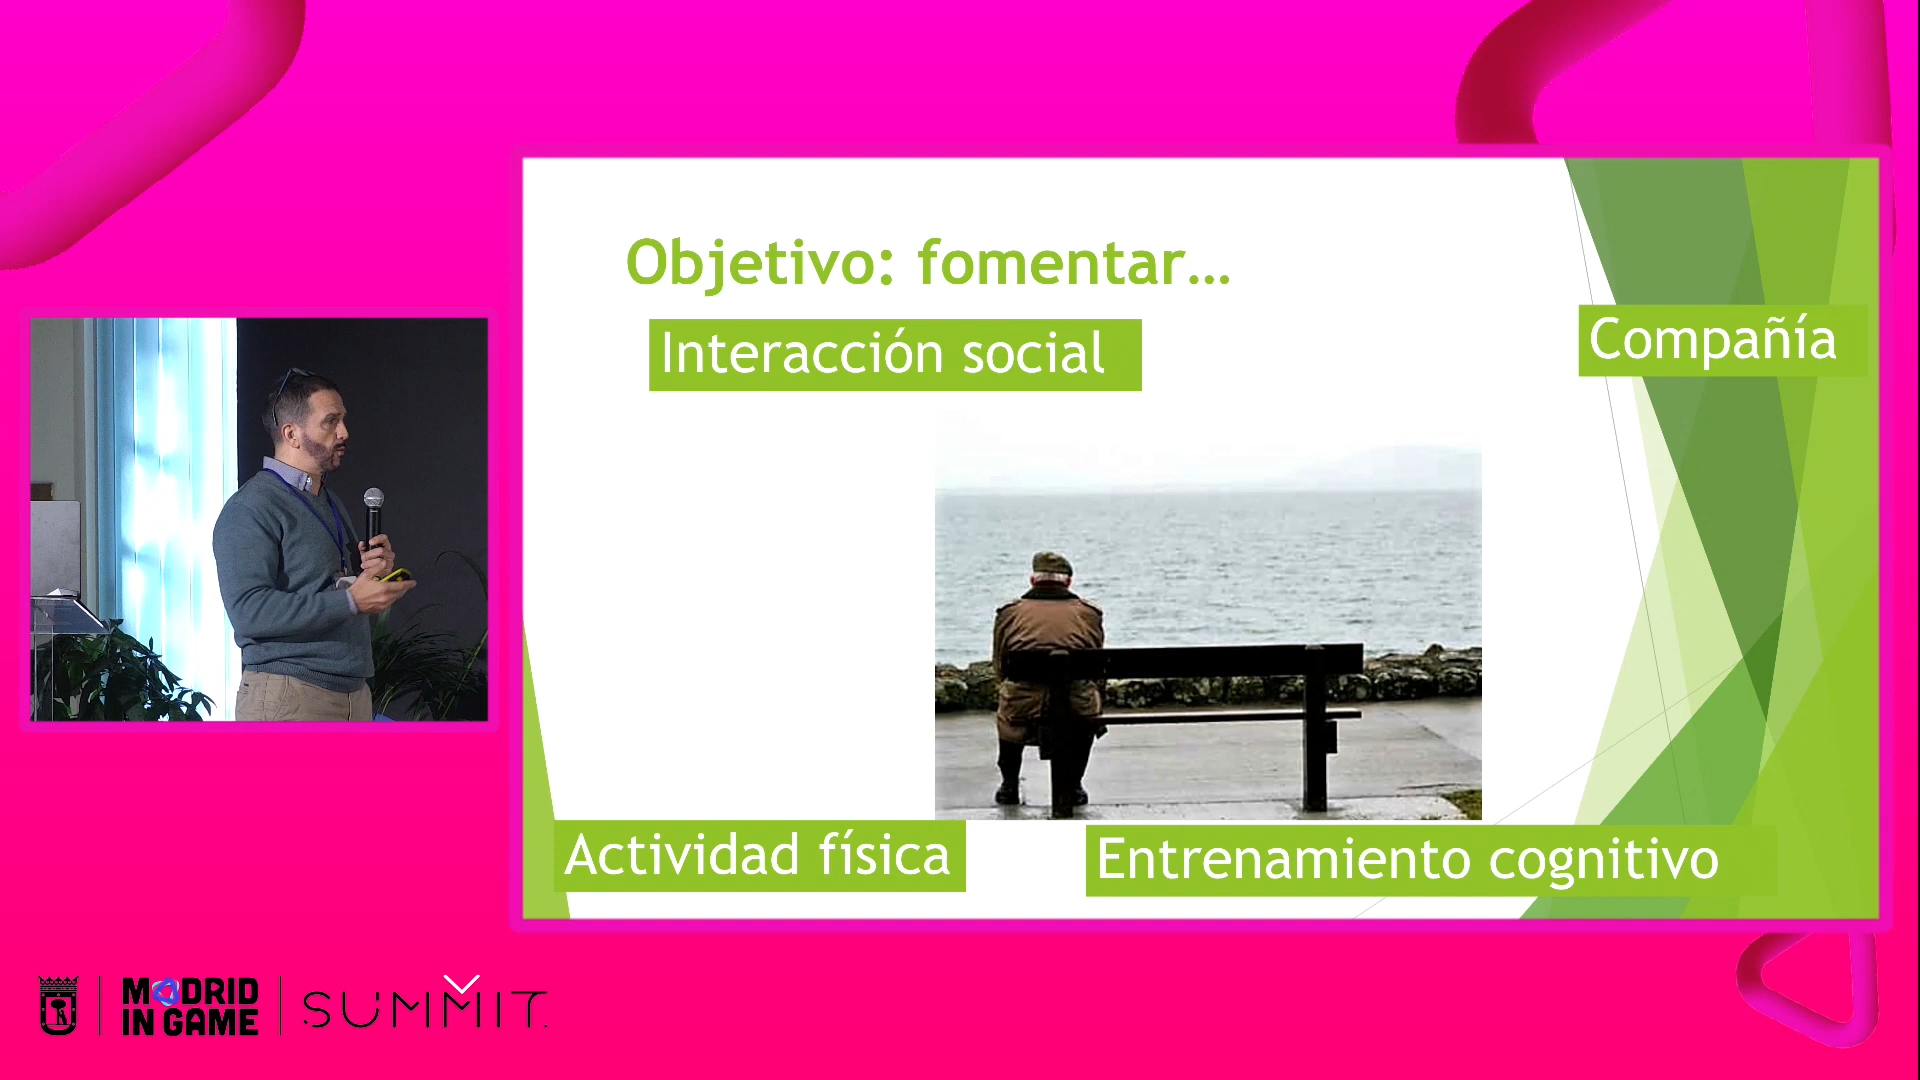 Objetivo: fomentar...
Interacción social
Compañía
Actividad física
Entrenamiento cognitivo
MADRID
IN GAME
SUMMIT